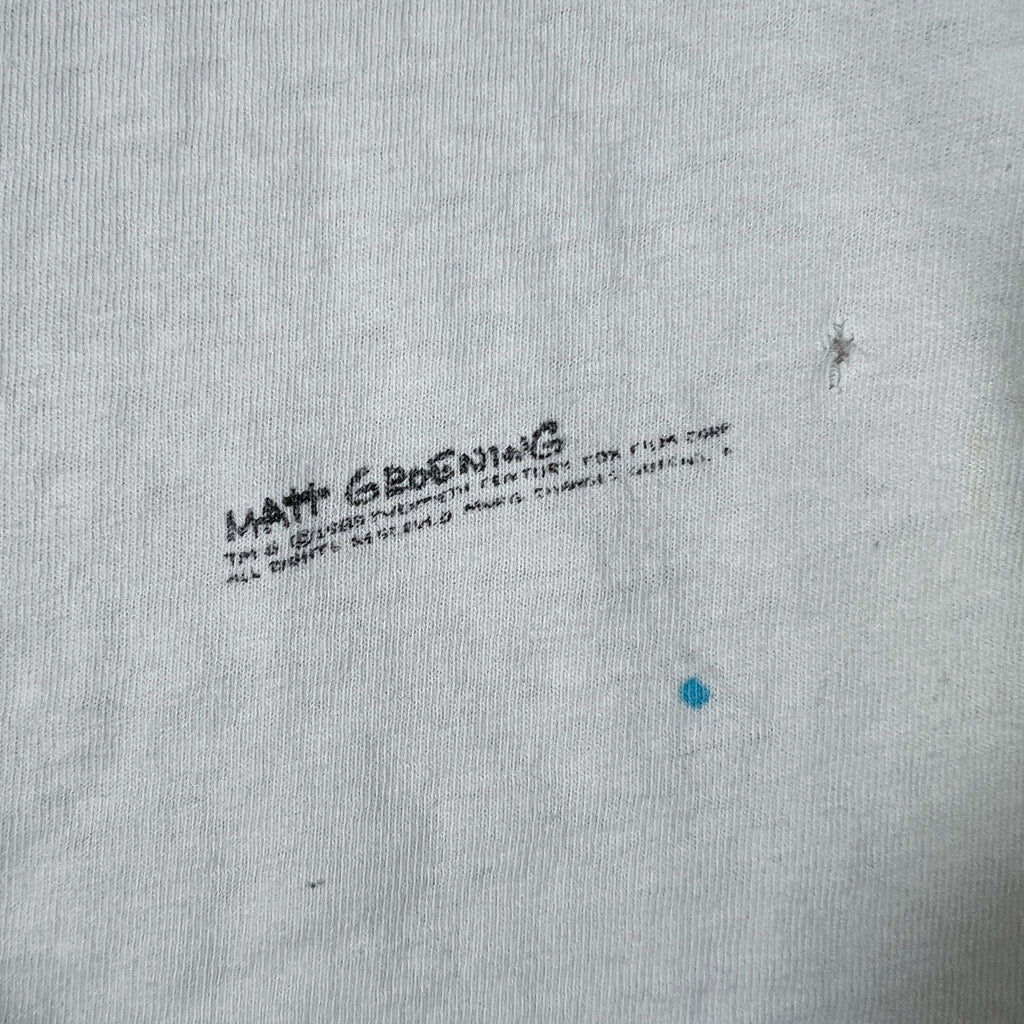 MATT GROENING
TM & ©1989 TWENTIETH CENTURY FOX FILM CORP
ALL RIGHTS RESERVED